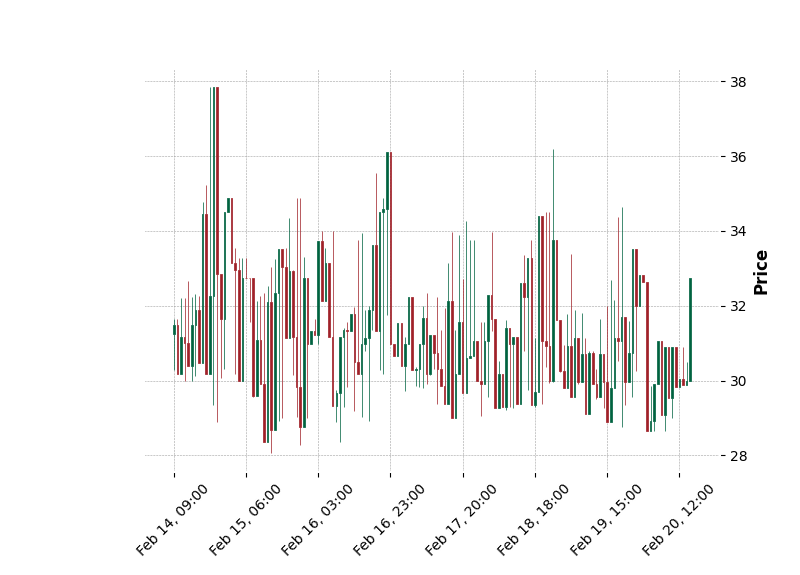 38
36
34
32
30
28
Price
Feb 14, 09:00
Feb 15, 06:00
Feb 16, 03:00
Feb 16, 23:00
Feb 17, 20:00
Feb 18, 18:00
Feb 19, 15:00
Feb 20, 12:00